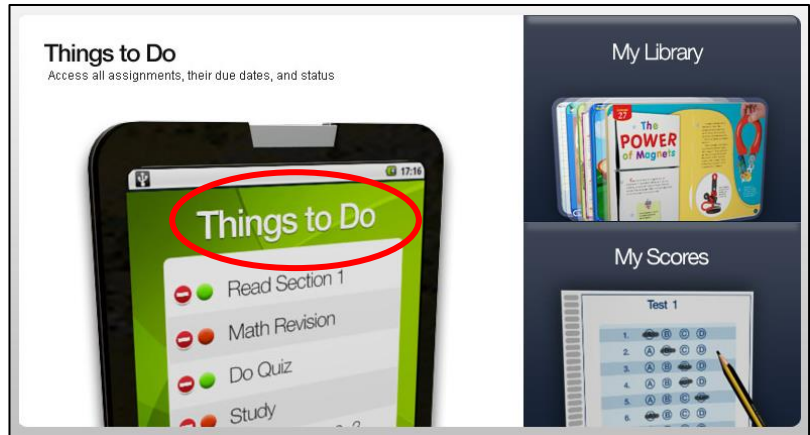 Things to Do
Access all assignments, their due dates, and status
17:16
Things to Do
Read Section 1
Math Revision
Do Quiz
Study
My Library
27
The
POWER
of Magnets
My Scores
Test 1
1. B C D
2. A C D
3. A B D
4. A B D
5. A B C
6. B C D